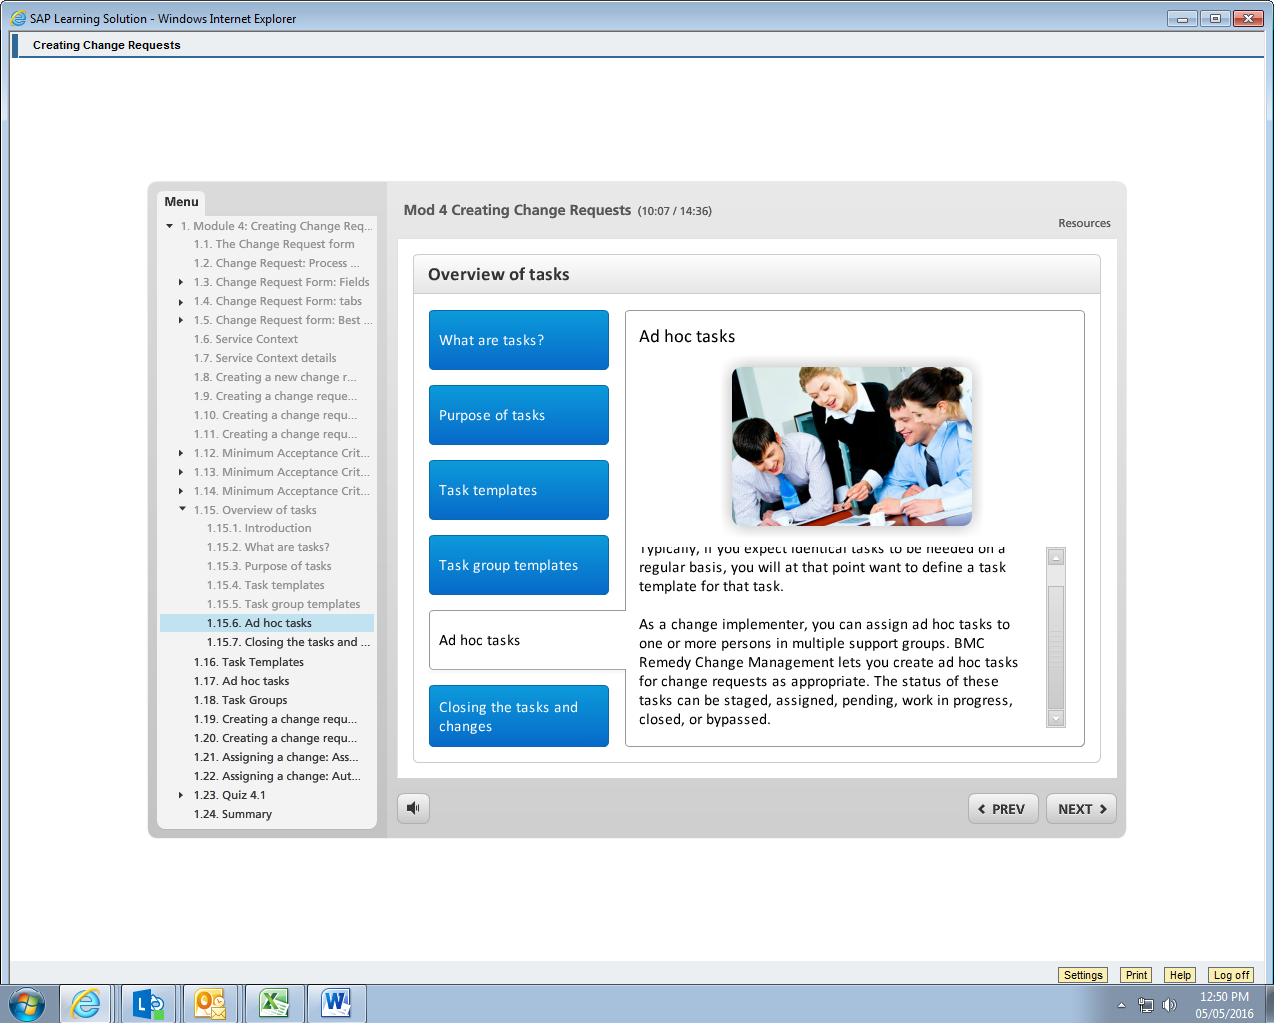 SAP Learning Solution - Windows Internet Explorer
Creating Change Requests
Menu
1. Module 4: Creating Change Req...
1.1. The Change Request form
1.2. Change Request: Process ...
1.3. Change Request Form: Fields
1.4. Change Request Form: tabs
1.5. Change Request form: Best ...
1.6. Service Context
1.7. Service Context details
1.8. Creating a new change r...
1.9. Creating a change reque...
1.10. Creating a change requ...
1.11. Creating a change requ...
1.12. Minimum Acceptance Crit...
1.13. Minimum Acceptance Crit...
1.14. Minimum Acceptance Crit...
1.15. Overview of tasks
1.15.1. Introduction
1.15.2. What are tasks?
1.15.3. Purpose of tasks
1.15.4. Task templates
1.15.5. Task group templates
1.15.6. Ad hoc tasks
1.15.7. Closing the tasks and ...
1.16. Task Templates
1.17. Ad hoc tasks
1.18. Task Groups
1.19. Creating a change requ...
1.20. Creating a change requ...
1.21. Assigning a change: Ass...
1.22. Assigning a change: Aut...
1.23. Quiz 4.1
1.24. Summary
Mod 4 Creating Change Requests (10:07 / 14:36)
Resources
Overview of tasks
What are tasks?
Purpose of tasks
Task templates
Task group templates
Ad hoc tasks
Closing the tasks and
changes
Ad hoc tasks
Typically, if you expect identical tasks to be needed on a
regular basis, you will at that point want to define a task
template for that task.
As a change implementer, you can assign ad hoc tasks to
one or more persons in multiple support groups. BMC
Remedy Change Management lets you create ad hoc tasks
for change requests as appropriate. The status of these
tasks can be staged, assigned, pending, work in progress,
closed, or bypassed.
PREV
NEXT
Settings
Print
Help
Log off
12:50 PM
05/05/2016